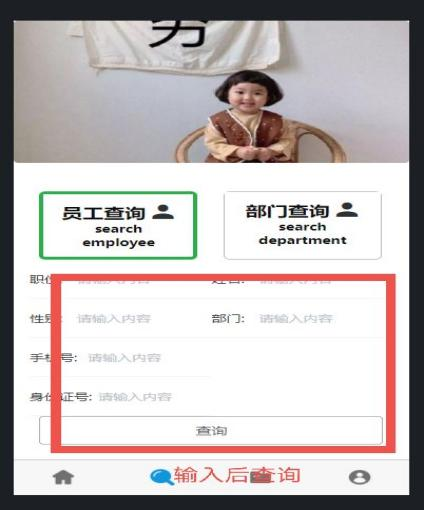 员工查询
search
employee
部门查询
search
department
性别: 请输入内容
部门: 请输入内容
手机号: 请输入内容
身份证号: 请输入内容
查询
输入后查询